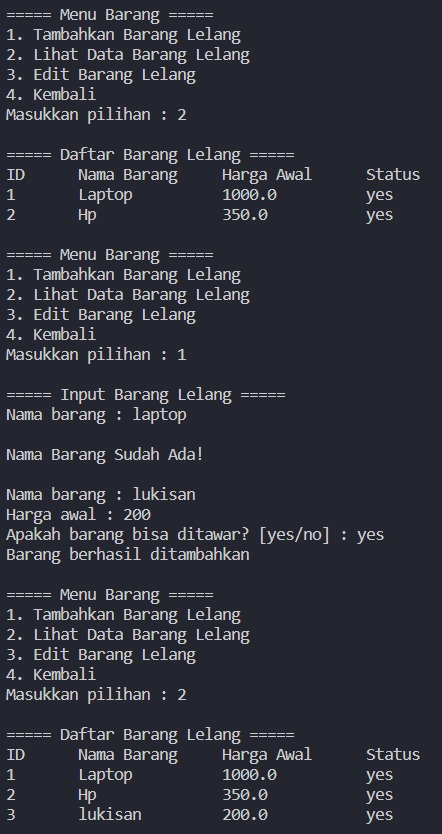 ===== Menu Barang =====
1. Tambahkan Barang Lelang
2. Lihat Data Barang Lelang
3. Edit Barang Lelang
4. Kembali
Masukkan pilihan : 2
===== Daftar Barang Lelang =====
ID Nama Barang Harga Awal Status
1 Laptop 1000.0 yes
2 Hp 350.0 yes
===== Menu Barang =====
1. Tambahkan Barang Lelang
2. Lihat Data Barang Lelang
3. Edit Barang Lelang
4. Kembali
Masukkan pilihan : 1
===== Input Barang Lelang =====
Nama barang : laptop
Nama Barang Sudah Ada!
Nama barang : lukisan
Harga awal : 200
Apakah barang bisa ditawar? [yes/no] : yes
Barang berhasil ditambahkan
===== Menu Barang =====
1. Tambahkan Barang Lelang
2. Lihat Data Barang Lelang
3. Edit Barang Lelang
4. Kembali
Masukkan pilihan : 2
===== Daftar Barang Lelang =====
ID Nama Barang Harga Awal Status
1 Laptop 1000.0 yes
2 Hp 350.0 yes
3 lukisan 200.0 yes